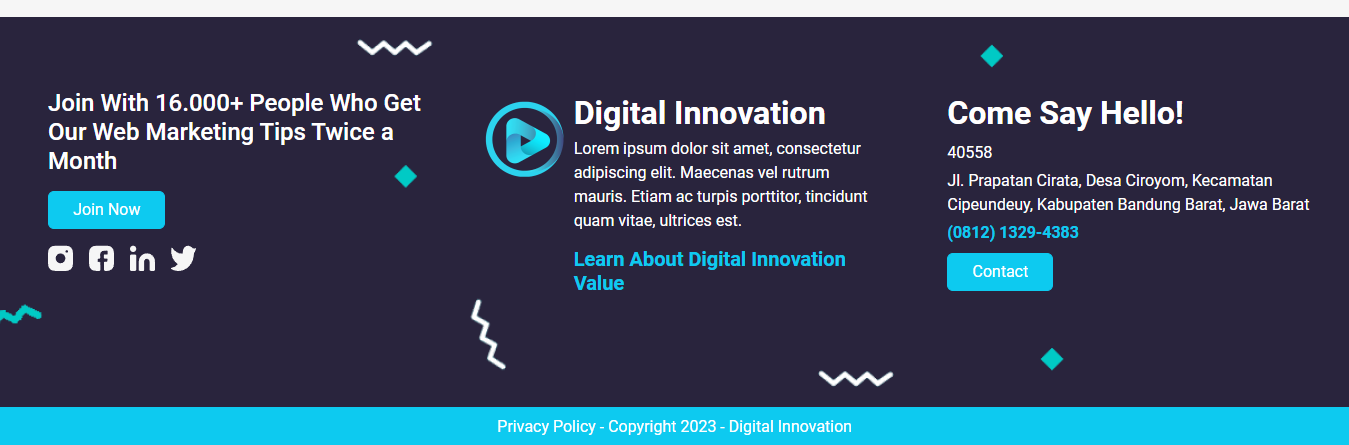 Join With 16.000+ People Who Get
Our Web Marketing Tips Twice a
Month
Join Now
Digital Innovation
Lorem ipsum dolor sit amet, consectetur
adipiscing elit. Maecenas vel rutrum
mauris. Etiam ac turpis porttitor, tincidunt
quam vitae, ultrices est.
Learn About Digital Innovation
Value
Come Say Hello!
40558
Jl. Prapatan Cirata, Desa Ciroyom, Kecamatan
Cipeundeuy, Kabupaten Bandung Barat, Jawa Barat
(0812) 1329-4383
Contact
Privacy Policy - Copyright 2023 - Digital Innovation